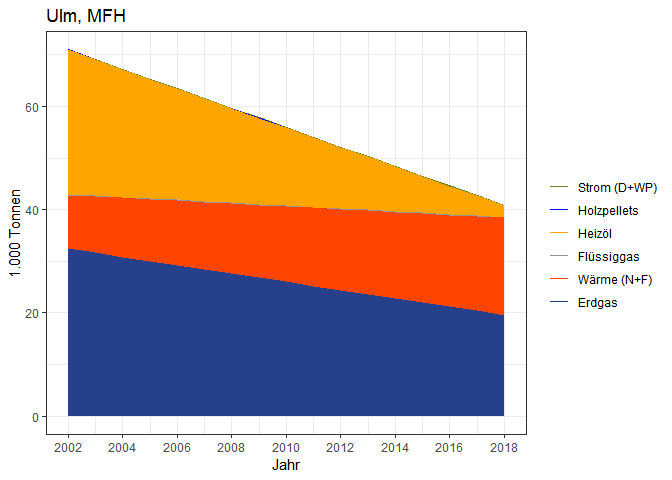 Ulm, MFH
1.000 Tonnen
60
40
20
0
2002 2004 2006 2008 2010 2012 2014 2016 2018
Jahr
Strom (D+WP)
Holzpellets
Heizöl
Flüssiggas
Wärme (N+F)
Erdgas